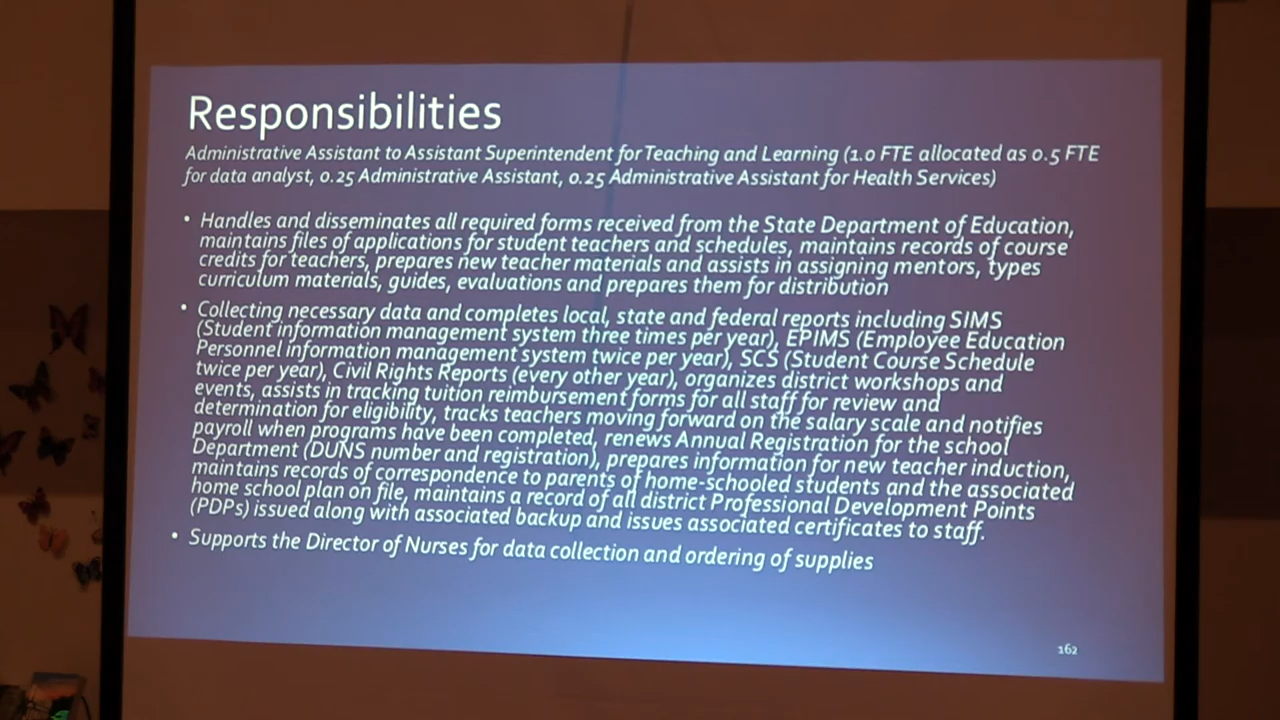 Responsibilities
Administrative Assistant to Assistant Superintendent for Teaching and Learning (1.0 FTE allocated as 0.5 FTE
for data analyst, 0.25 Administrative Assistant, 0.25 Administrative Assistant for Health Services)
• Handles and disseminates all required forms received from the State Department of Education,
maintains files of applications for student teachers and schedules, maintains records of course
credits for teachers, prepares new teacher materials and assists in assigning mentors, types
curriculum materials, guides, evaluations and prepares them for distribution
• Collecting necessary data and completes local, state and federal reports including SIMS
(Student information management system three times per year), EPIMS (Employee Education
Personnel information management system twice per year), SCS (Student Course Schedule
twice per year), Civil Rights Reports (every other year), organizes district workshops and
events, assists in tracking tuition reimbursement forms for all staff for review and
determination for eligibility, tracks teachers moving forward on the salary scale and notifies
payroll when programs have been completed, renews Annual Registration for the school
Department (DUNS number and registration), prepares information for new teacher induction,
maintains records of correspondence to parents of home-schooled students and the associated
home school plan on file, maintains a record of all district Professional Development Points
(PDPs) issued along with associated backup and issues associated certificates to staff.
• Supports the Director of Nurses for data collection and ordering of supplies
162